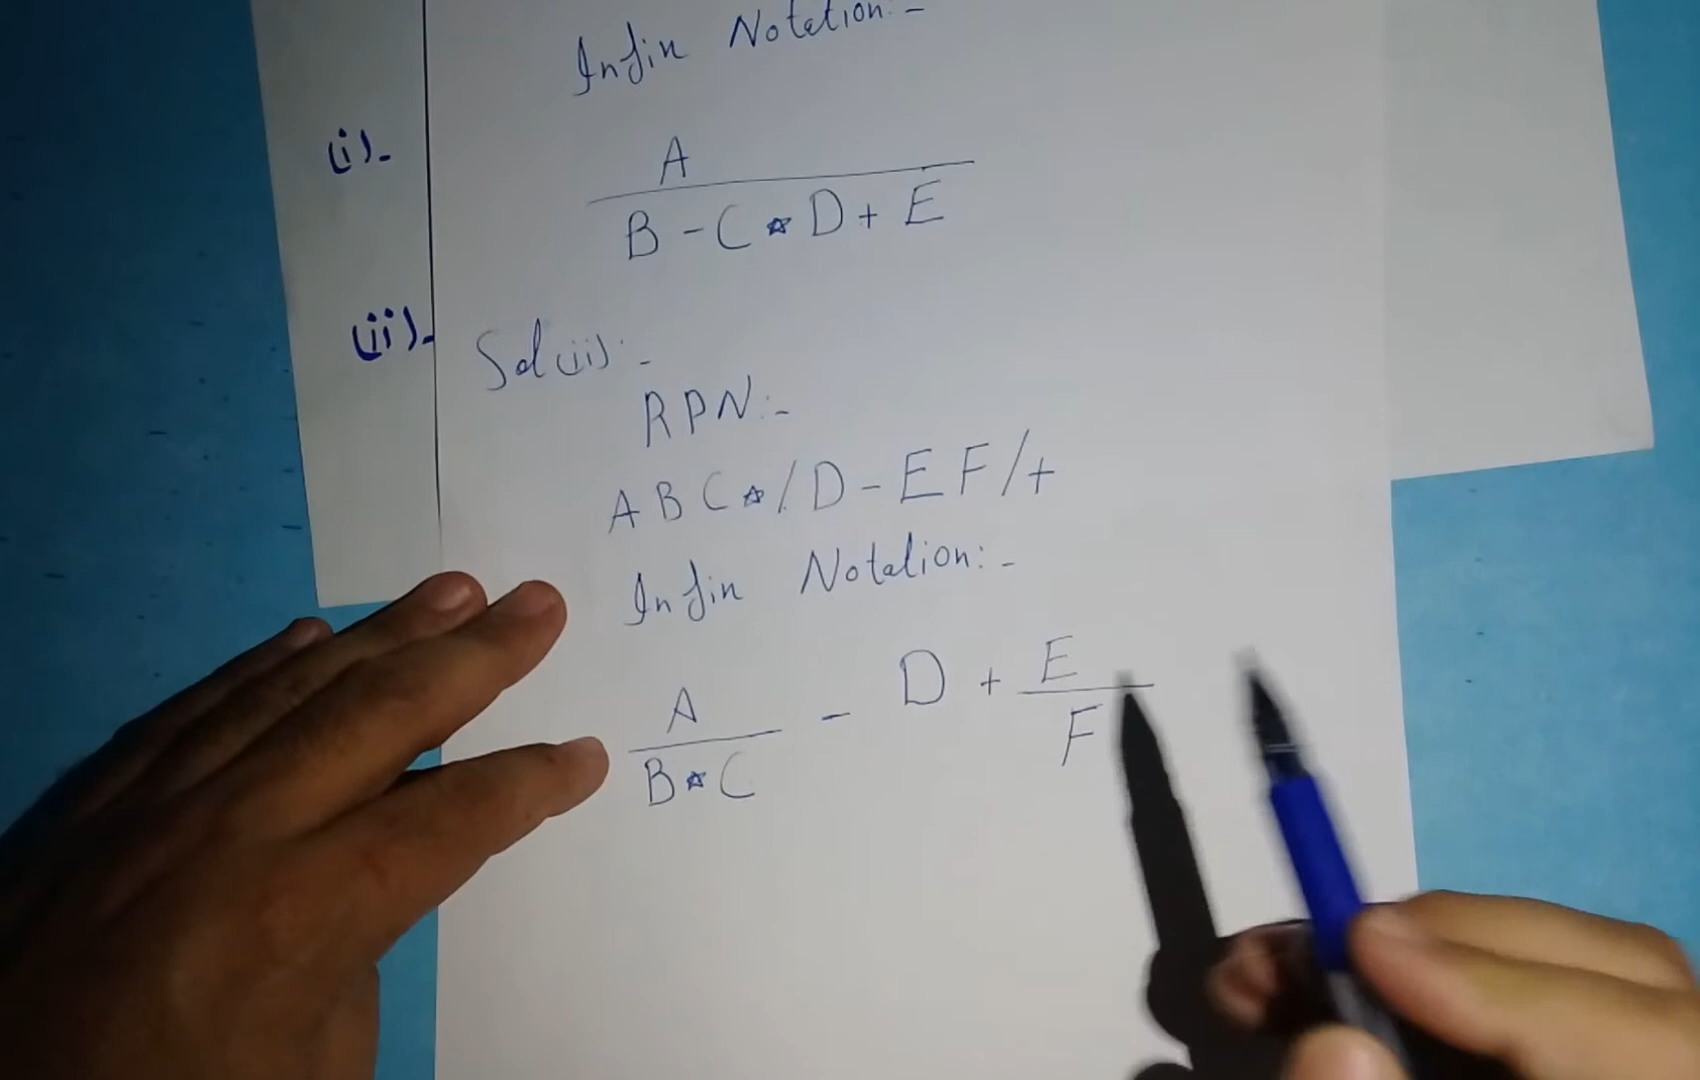 Infix Notation:-
(i)-
A
B - C * D + E
(ii)-
Sol (ii):-
RPN:-
A B C * / D - E F / +
Infix Notation:-
A - D + E
B * C F